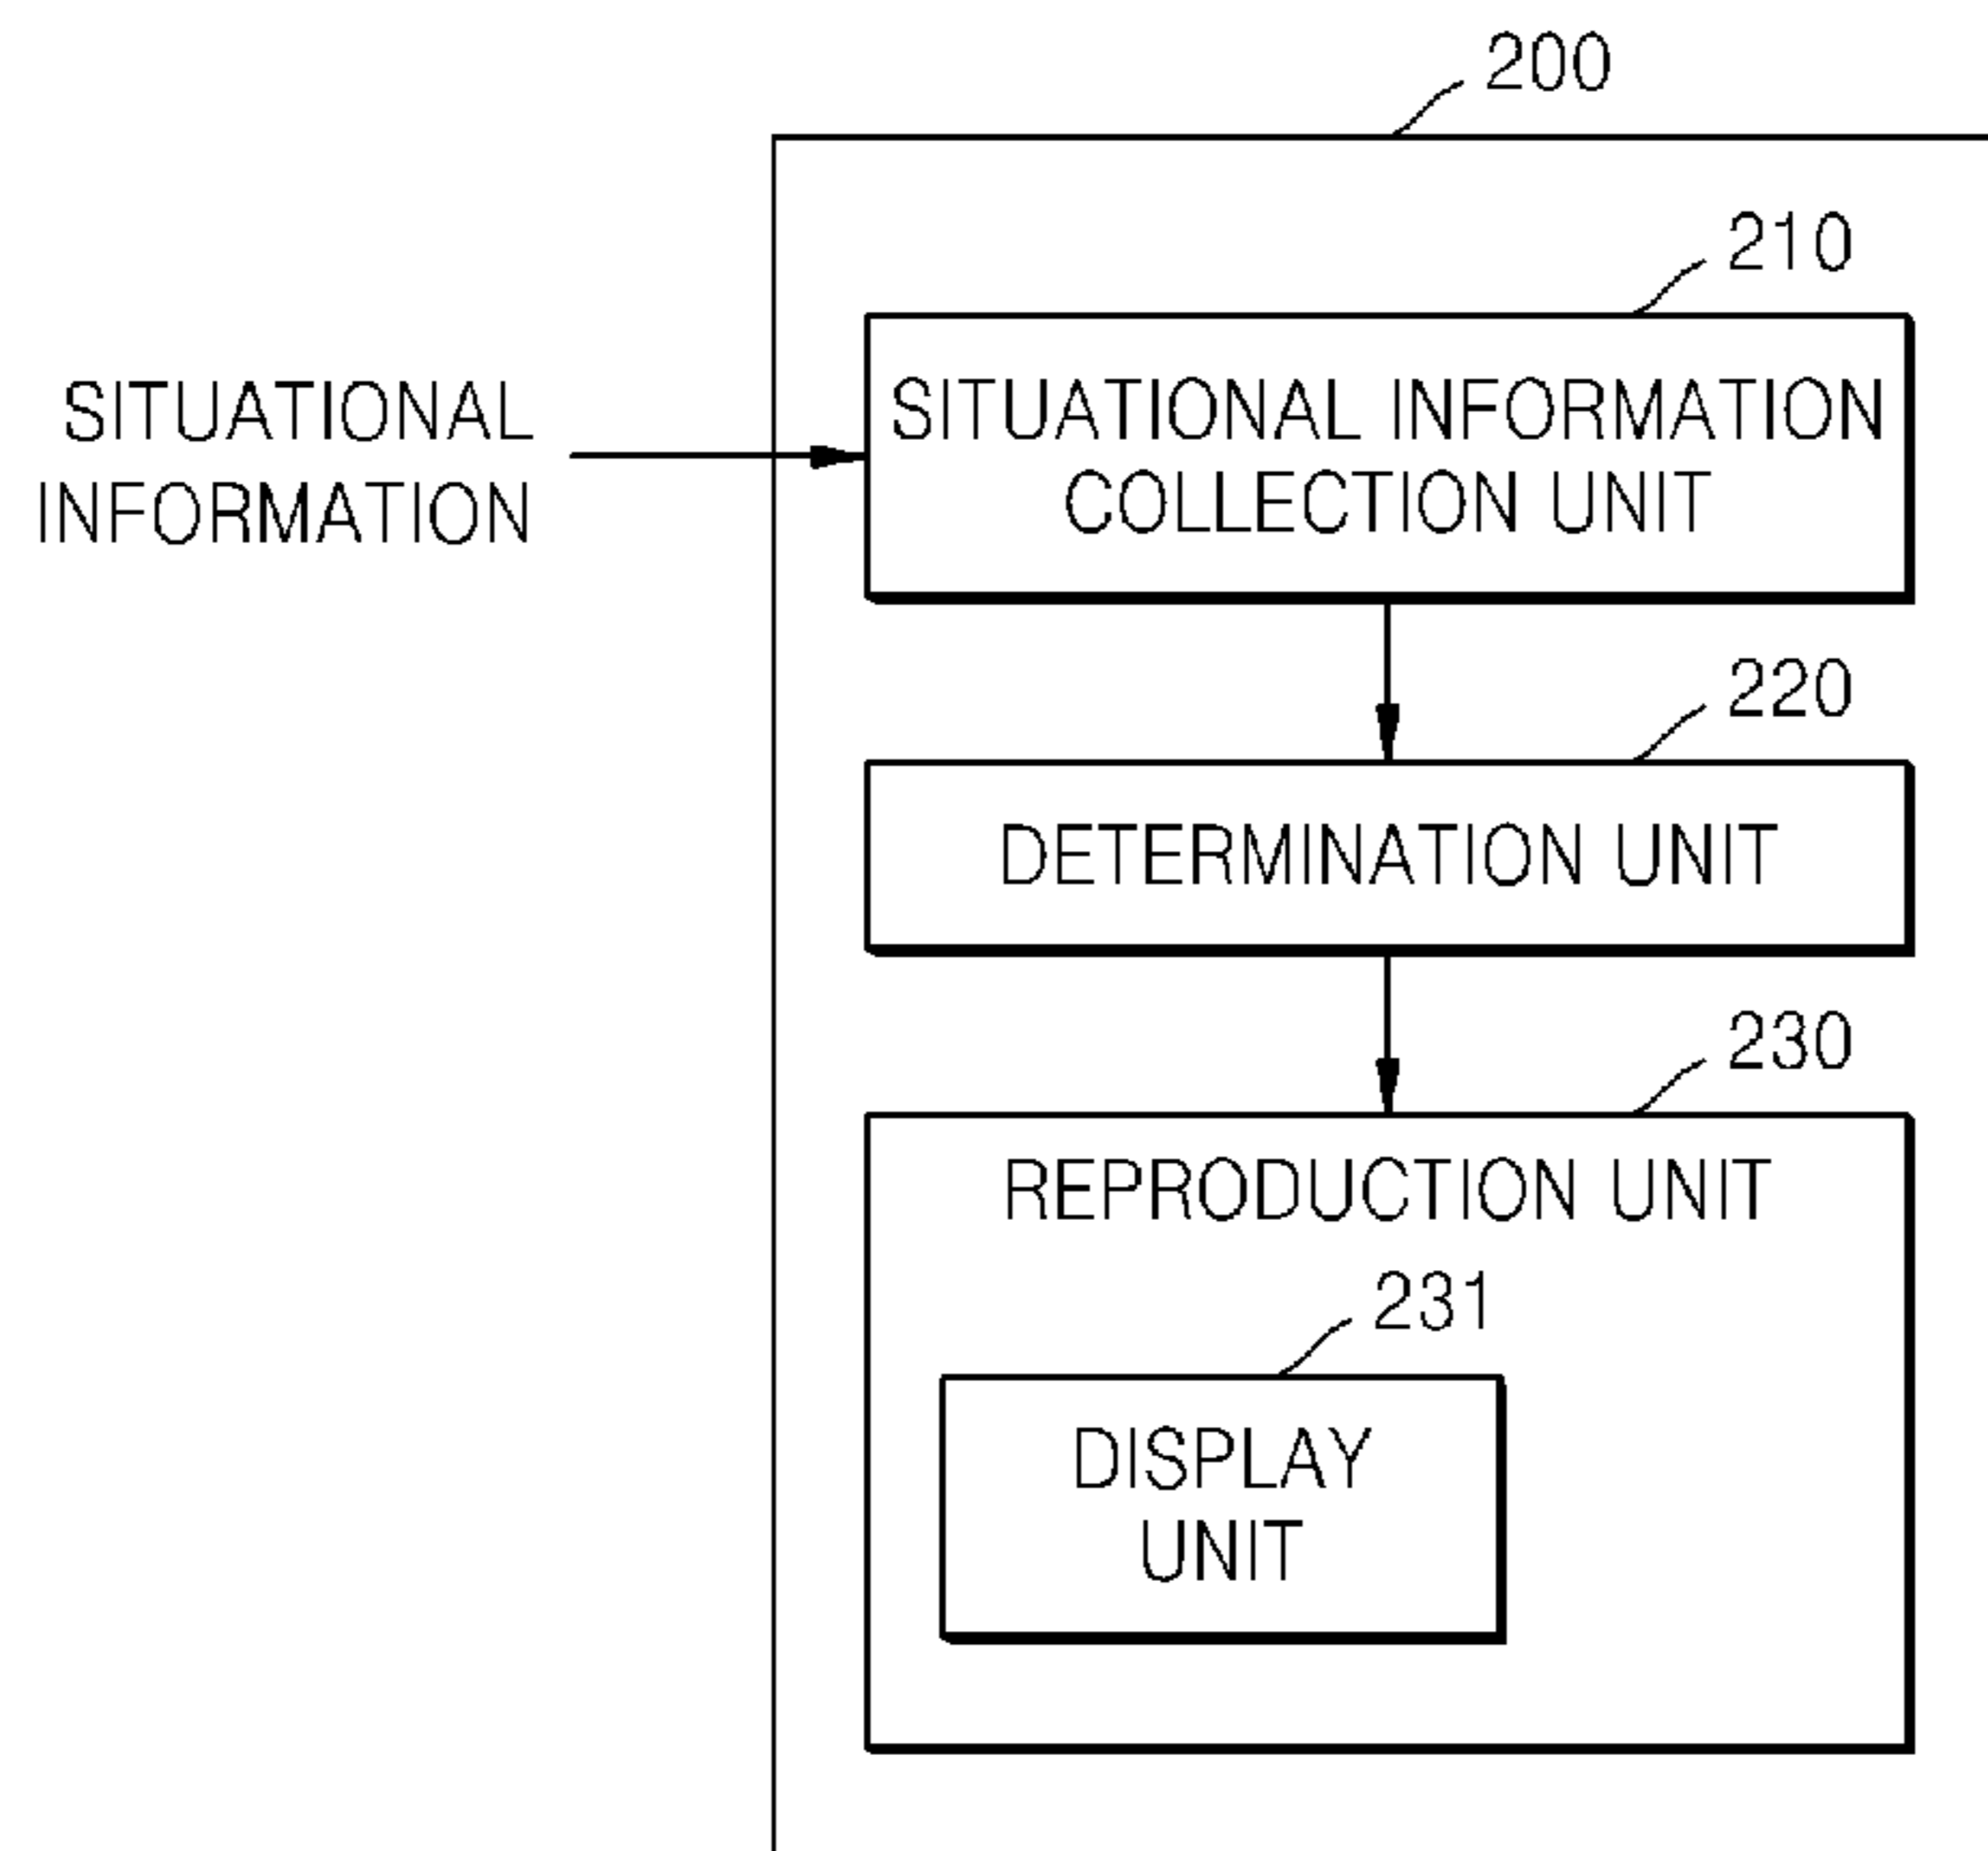 200
210
SITUATIONAL
INFORMATION
SITUATIONAL INFORMATION
COLLECTION UNIT
220
DETERMINATION UNIT
230
REPRODUCTION UNIT
231
DISPLAY
UNIT